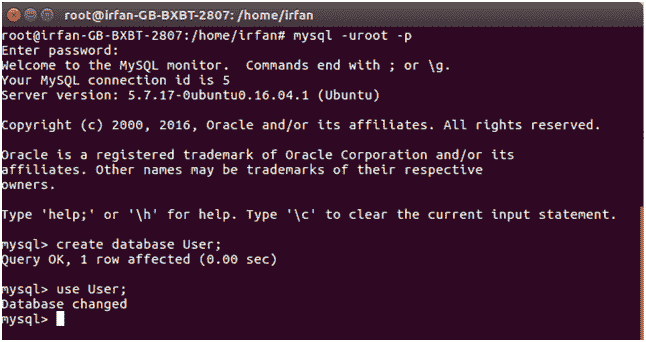 root@irfan-GB-BXBT-2807: /home/irfan
root@irfan-GB-BXBT-2807:/home/irfan# mysql -uroot -p
Enter password:
Welcome to the MySQL monitor.  Commands end with ; or \g.
Your MySQL connection id is 5
Server version: 5.7.17-0ubuntu0.16.04.1 (Ubuntu)
Copyright (c) 2000, 2016, Oracle and/or its affiliates. All rights reserved.
Oracle is a registered trademark of Oracle Corporation and/or its
affiliates. Other names may be trademarks of their respective
owners.
Type 'help;' or '\h' for help. Type '\c' to clear the current input statement.
mysql> create database User;
Query OK, 1 row affected (0.00 sec)
mysql> use User;
Database changed
mysql>